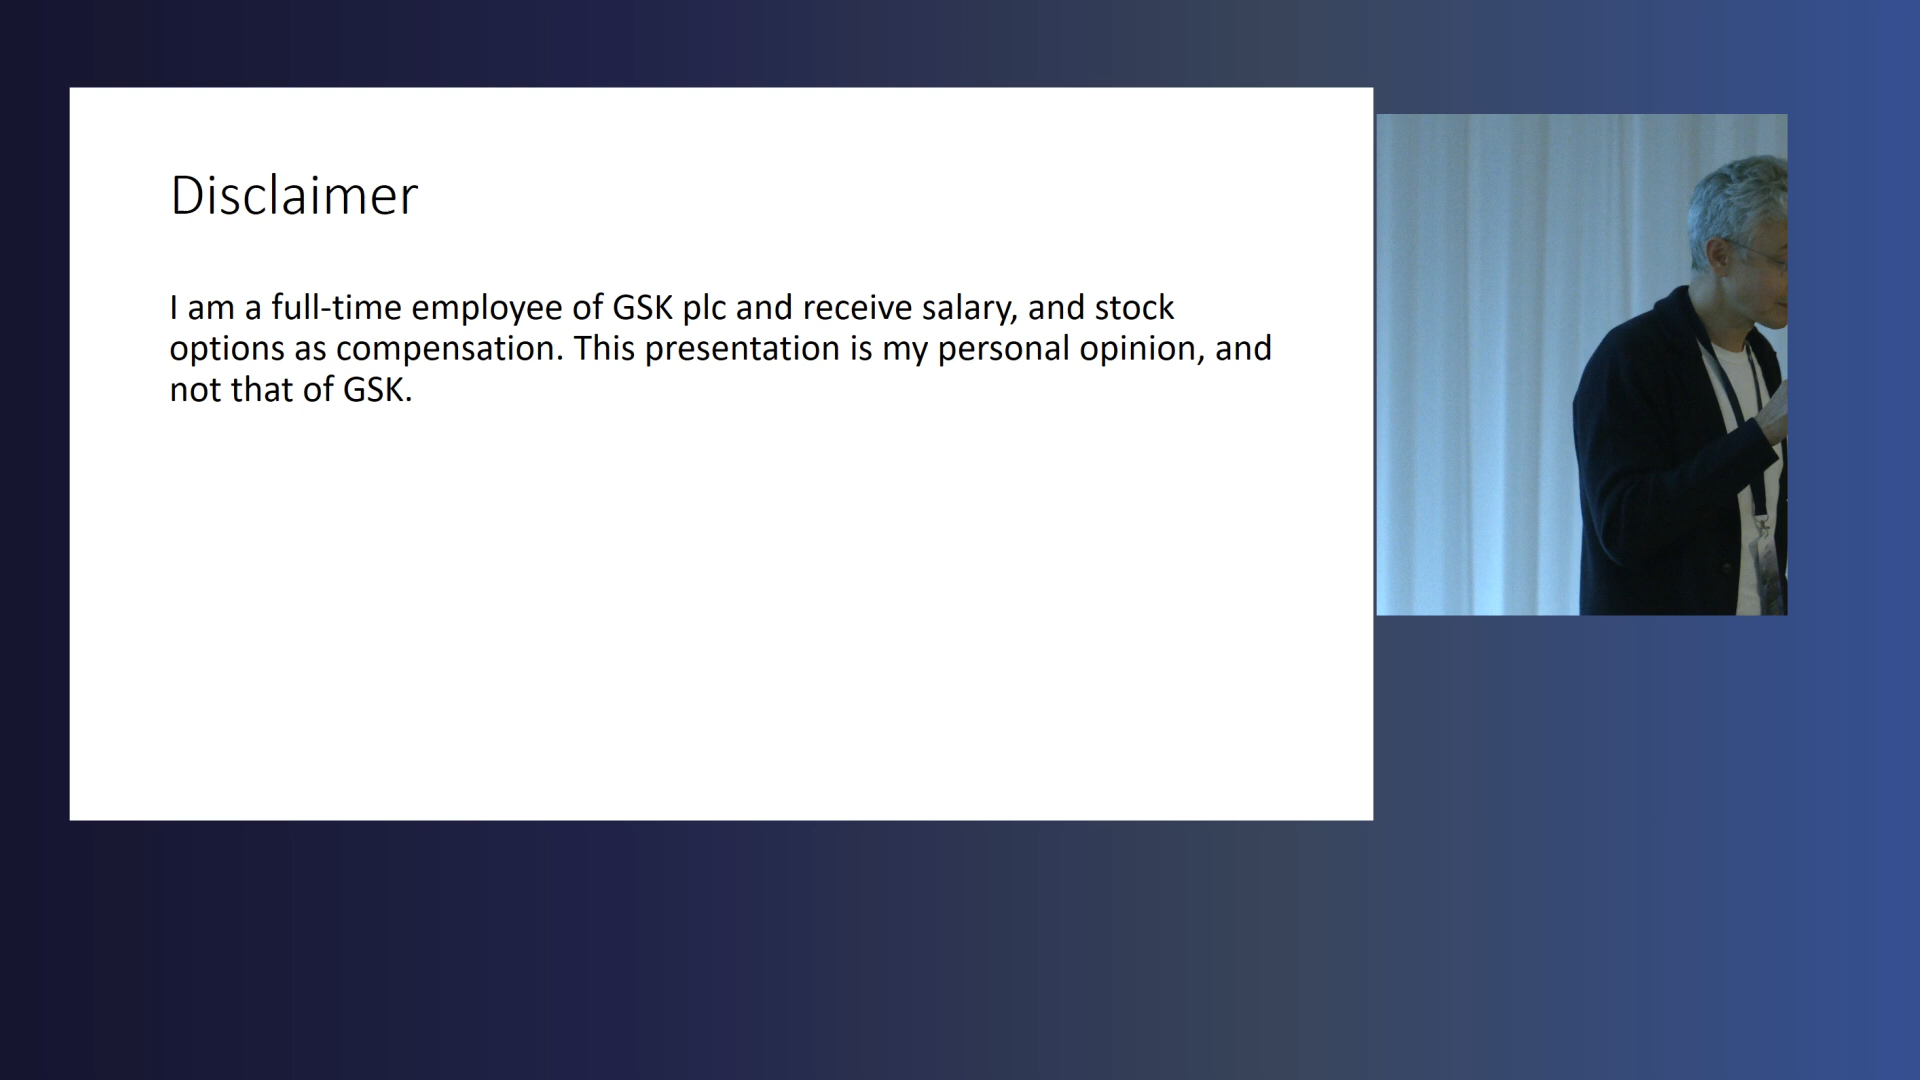 Disclaimer
I am a full-time employee of GSK plc and receive salary, and stock
options as compensation. This presentation is my personal opinion, and
not that of GSK.